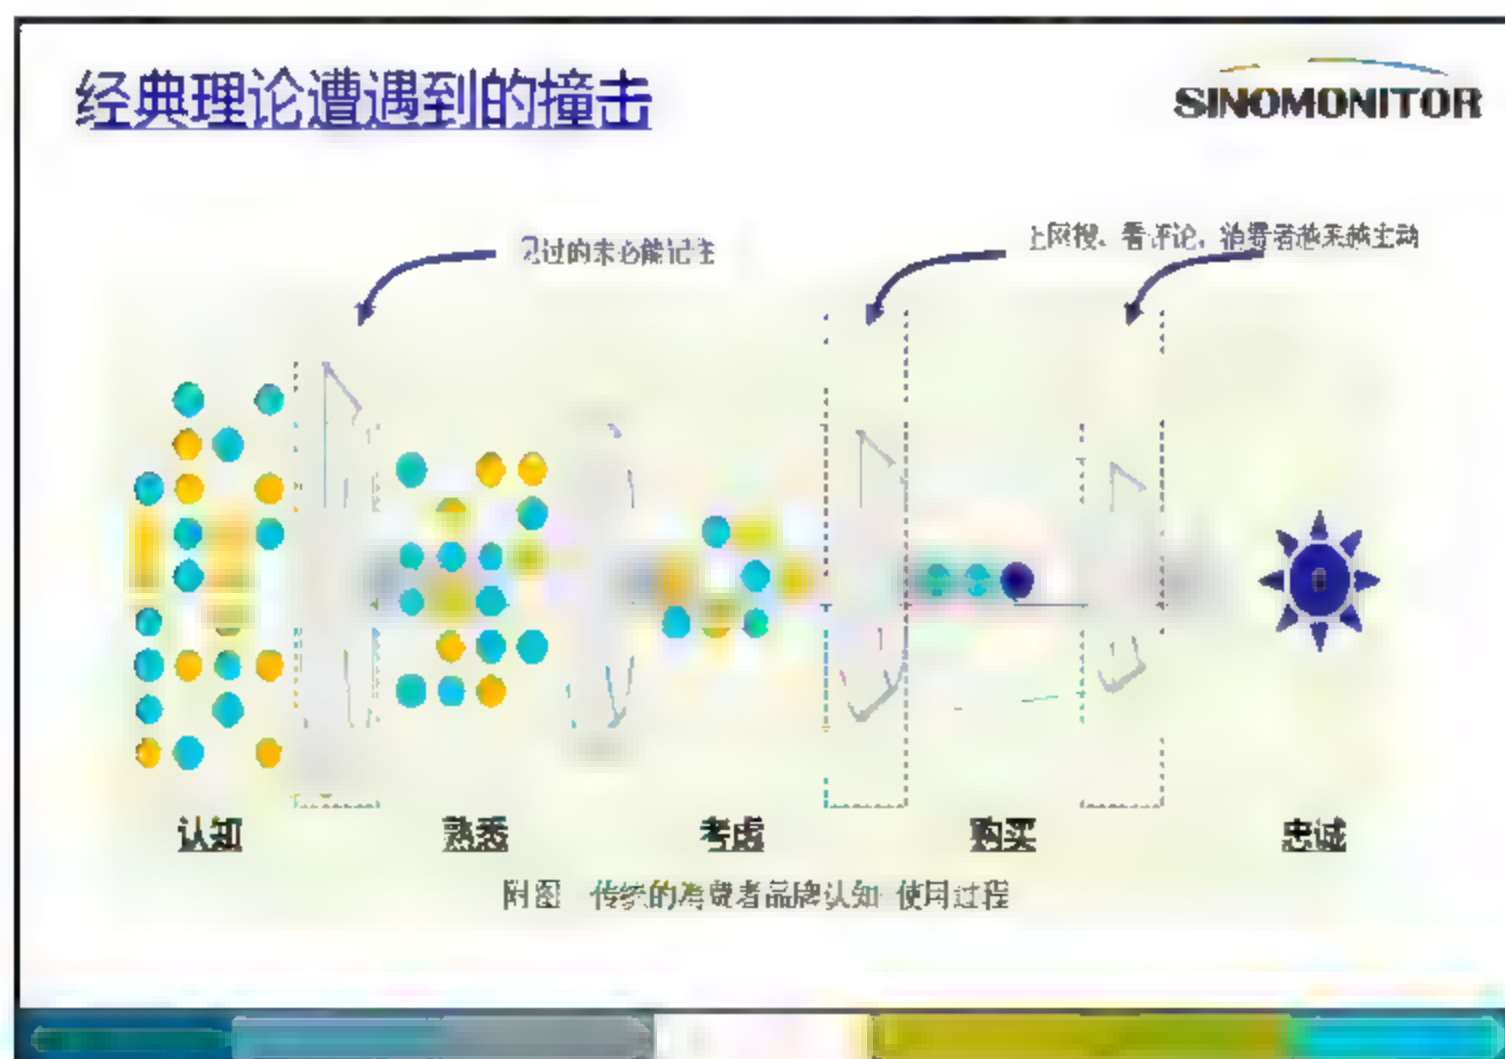 经典理论遭遇到的撞击
SINOMONITOR
见过的未必能记住
上网搜、看评论，消费者越来越主动
认知
熟悉
考虑
购买
忠诚
附图 传统的消费者品牌认知 使用过程